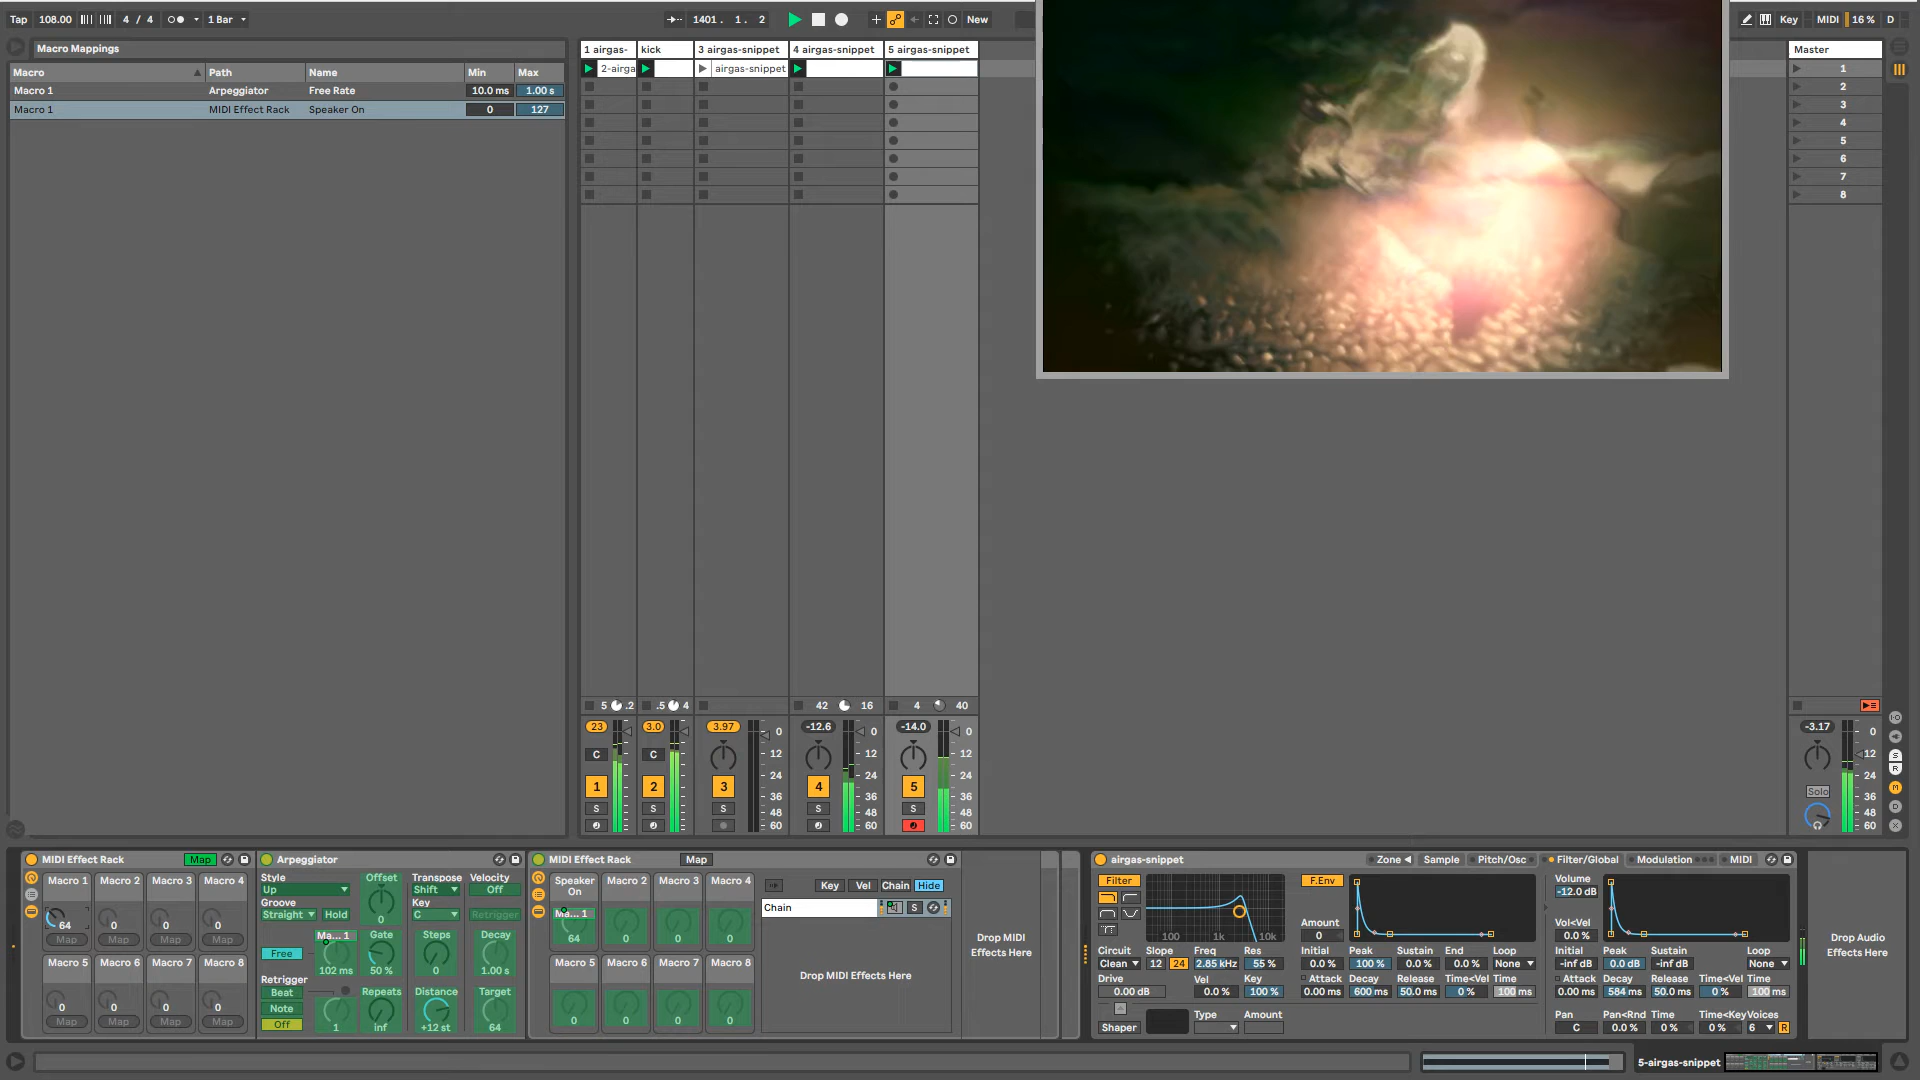 Tap 108.00 4 / 4 1 Bar 1401 . 1 . 2 New Key MIDI 16 % D
Macro Mappings
Macro Path Name Min Max
Macro 1 Arpeggiator Free Rate 10.0 ms 1.00 s
Macro 1 MIDI Effect Rack Speaker On 0 127
1 airgas- kick 3 airgas-snippet 4 airgas-snippet 5 airgas-snippet Master
2-airga airgas-snippet 1
2
3
4
5
6
7
8
5 .2 .5 4 42 16 4 40
23 3.0 3.97 0 -12.6 0 -14.0 0 -3.17 0
C C 12 12 12 12
24 24 24 24
1 2 3 4 5
36 36 36 Solo 36
S S S 48 S 48 S 48 48
60 60 60 60
S
R
M
D
X
MIDI Effect Rack Map
Macro 1 Macro 2 Macro 3 Macro 4
64 0 0 0
Map Map Map Map
Macro 5 Macro 6 Macro 7 Macro 8
0 0 0 0
Map Map Map Map
Arpeggiator
Style Offset Transpose Velocity
Up Shift Off
Groove Key
Straight Hold 0 C Retrigger
Ma... 1 Gate Steps Decay
Free
102 ms 50 % 0 1.00 s
Retrigger
Beat Repeats Distance Target
Note
Off 1 inf +12 st 64
MIDI Effect Rack Map
Speaker On Macro 2 Macro 3 Macro 4
Ma... 1
64 0 0 0
Macro 5 Macro 6 Macro 7 Macro 8
0 0 0 0
Key Vel Chain Hide
Chain S
Drop MIDI Effects Here
Drop MIDI
Effects Here
airgas-snippet Zone Sample Pitch/Osc Filter/Global Modulation MIDI
Filter F.Env Volume
-12.0 dB
Amount Vol<Vel
100 1k 10k 0 0.0 %
Circuit Slope Freq Res Initial Peak Sustain End Loop Initial Peak Sustain Loop
Clean 12 24 2.85 kHz 55 % 0.0 % 100 % 0.0 % 0.0 % None -inf dB 0.0 dB -inf dB None
Drive Vel Key Attack Decay Release Time<Vel Time Attack Decay Release Time<Vel Time
0.00 dB 0.0 % 100 % 0.00 ms 600 ms 50.0 ms 0 % 100 ms 0.00 ms 584 ms 50.0 ms 0 % 100 ms
Type Amount Pan Pan<Rnd Time Time<Key Voices
Shaper C 0.0 % 0 % 0 % 6 R
Drop Audio
Effects Here
5-airgas-snippet